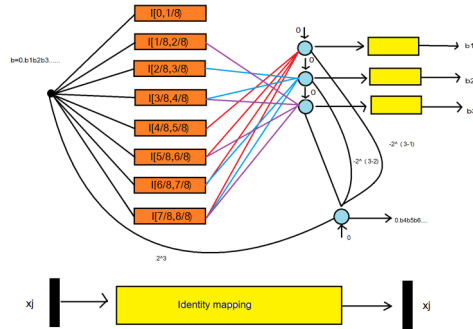 b=0.b1b2b3......
I[0,1/8)
I[1/8,2/8)
I[2/8,3/8)
I[3/8,4/8)
I[4/8,5/8)
I[5/8,6/8)
I[6/8,7/8)
I[7/8,8/8)
0
0
0
b1
b2
b3
-2^ (3-1)
-2^ (3-2)
0.b4b5b6....
0
2^3
xj
Identity mapping
xj